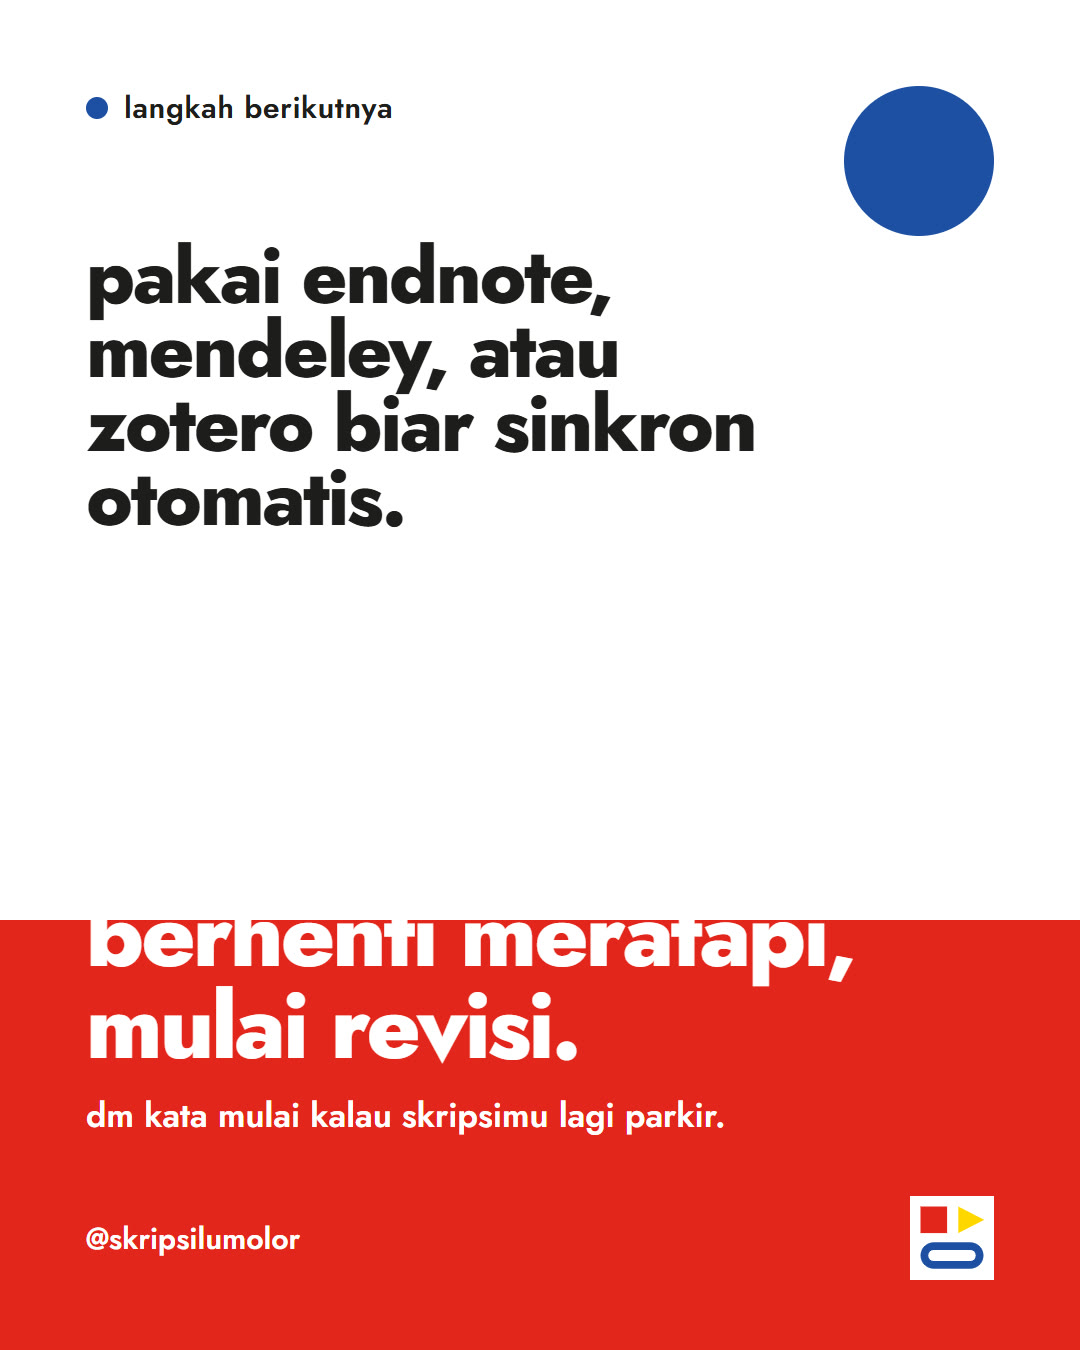 langkah berikutnya
pakai endnote,
mendeley, atau
zotero biar sinkron
otomatis.
berhenti meratapi,
mulai revisi.
dm kata mulai kalau skripsimu lagi parkir.
@skripsilumolor